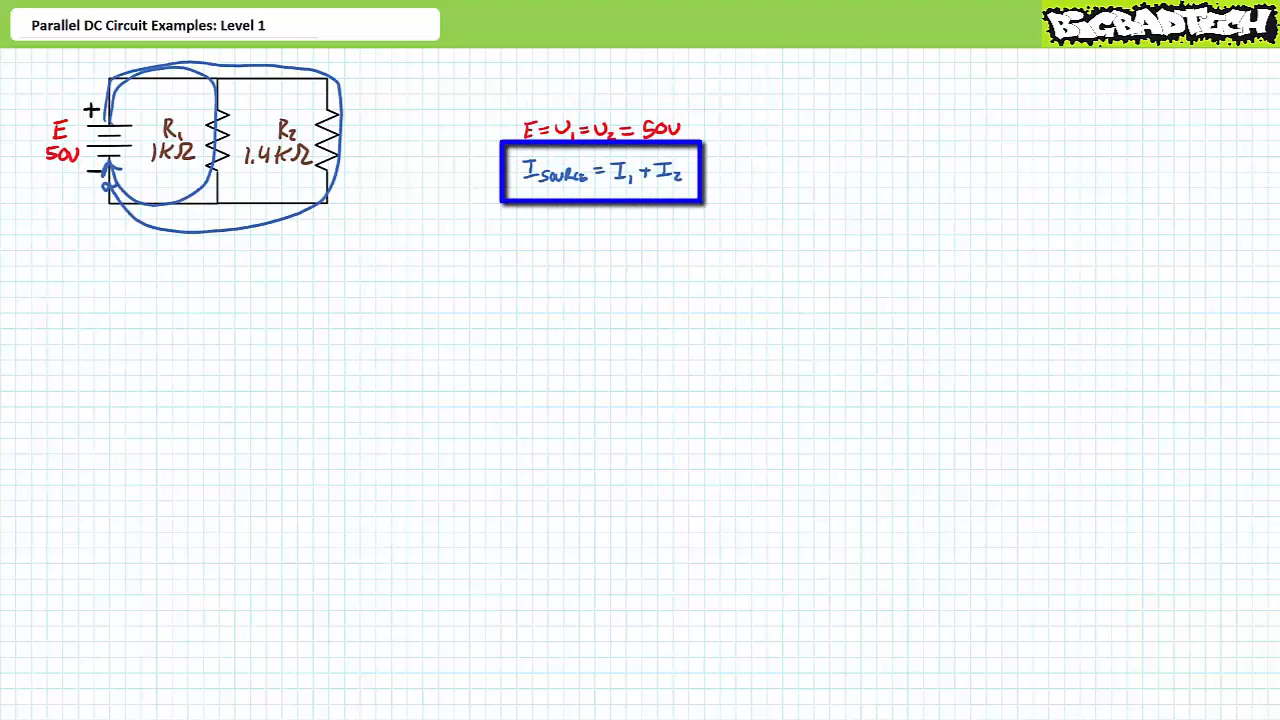 Parallel DC Circuit Examples: Level 1
BIGBADTECH
+
E
50V
−
R1
1KΩ
R2
1.4KΩ
E = V1 = V2 = 50V
ISOURCE = I1 + I2